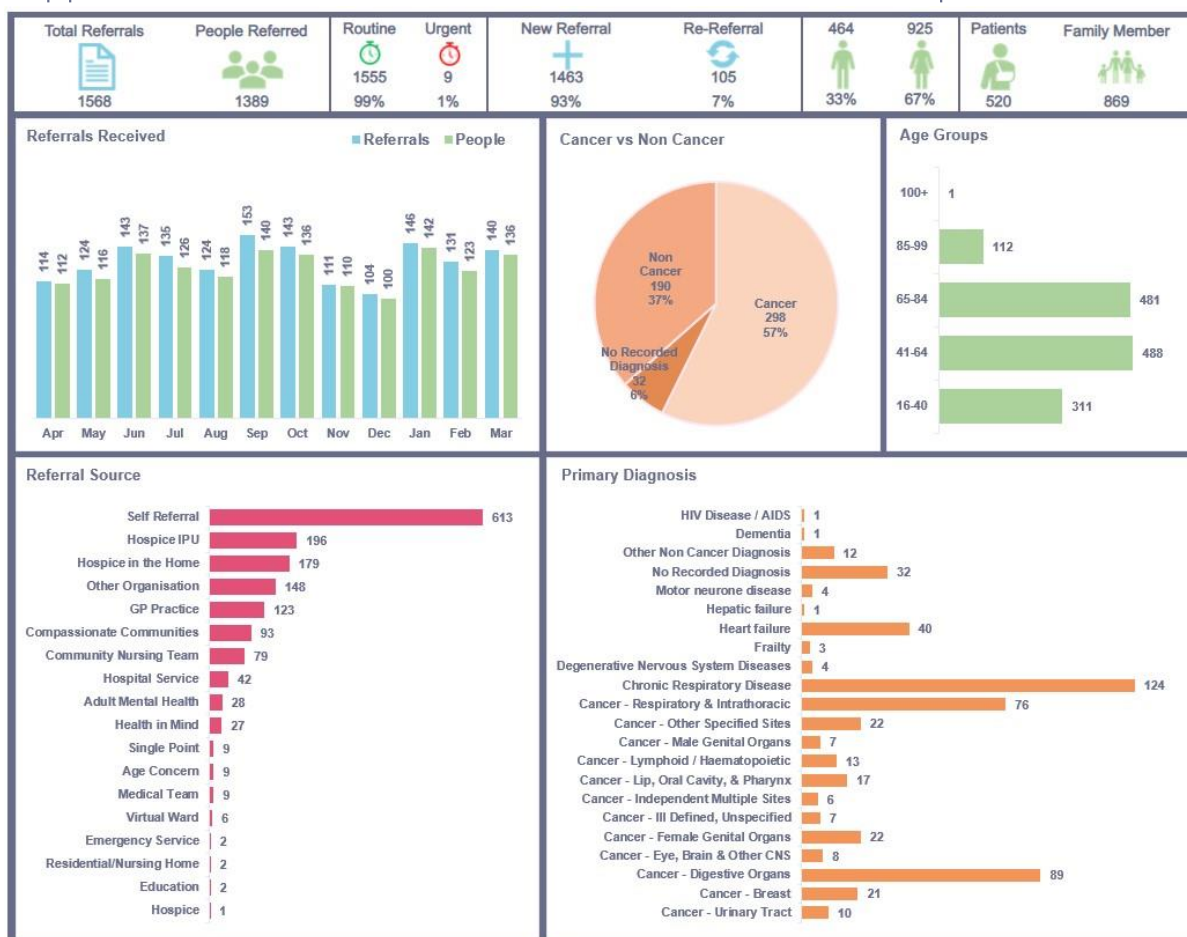 Total Referrals
1568
People Referred
1389
Routine
1555
99%
Urgent
9
1%
New Referral
1463
93%
Re-Referral
105
7%
464
33%
925
67%
Patients
520
Family Member
869
Referrals Received
Referrals People
114 112
124 116
143 137
135 126
124 118
153 140
143 136
111 110
104 100
146 142
131 123
140 136
Apr May Jun Jul Aug Sep Oct Nov Dec Jan Feb Mar
Cancer vs Non Cancer
Non
Cancer
190
37%
Cancer
298
57%
No Recorded
Diagnosis
32
6%
Age Groups
100+ 1
85-99 112
65-84 481
41-64 488
16-40 311
Referral Source
Self Referral 613
Hospice IPU 196
Hospice in the Home 179
Other Organisation 148
GP Practice 123
Compassionate Communities 93
Community Nursing Team 79
Hospital Service 42
Adult Mental Health 28
Health in Mind 27
Single Point 9
Age Concern 9
Medical Team 9
Virtual Ward 6
Emergency Service 2
Residential/Nursing Home 2
Education 2
Hospice 1
Primary Diagnosis
HIV Disease / AIDS 1
Dementia 1
Other Non Cancer Diagnosis 12
No Recorded Diagnosis 32
Motor neurone disease 4
Hepatic failure 1
Heart failure 40
Frailty 3
Degenerative Nervous System Diseases 4
Chronic Respiratory Disease 124
Cancer - Respiratory & Intrathoracic 76
Cancer - Other Specified Sites 22
Cancer - Male Genital Organs 7
Cancer - Lymphoid / Haematopoietic 13
Cancer - Lip, Oral Cavity, & Pharynx 17
Cancer - Independent Multiple Sites 6
Cancer - Ill Defined, Unspecified 7
Cancer - Female Genital Organs 22
Cancer - Eye, Brain & Other CNS 8
Cancer - Digestive Organs 89
Cancer - Breast 21
Cancer - Urinary Tract 10